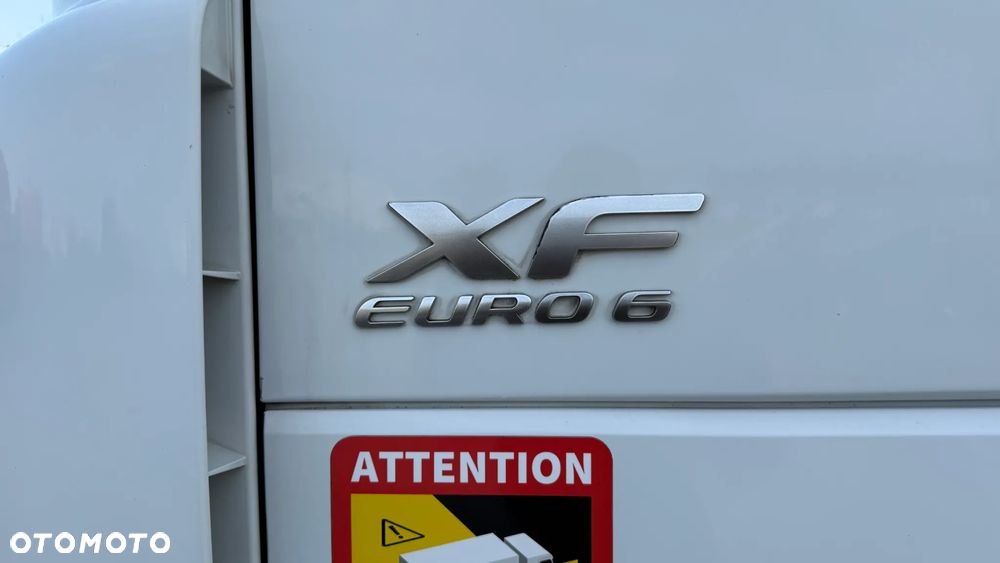 XF
EURO 6
ATTENTION
OTOMOTO